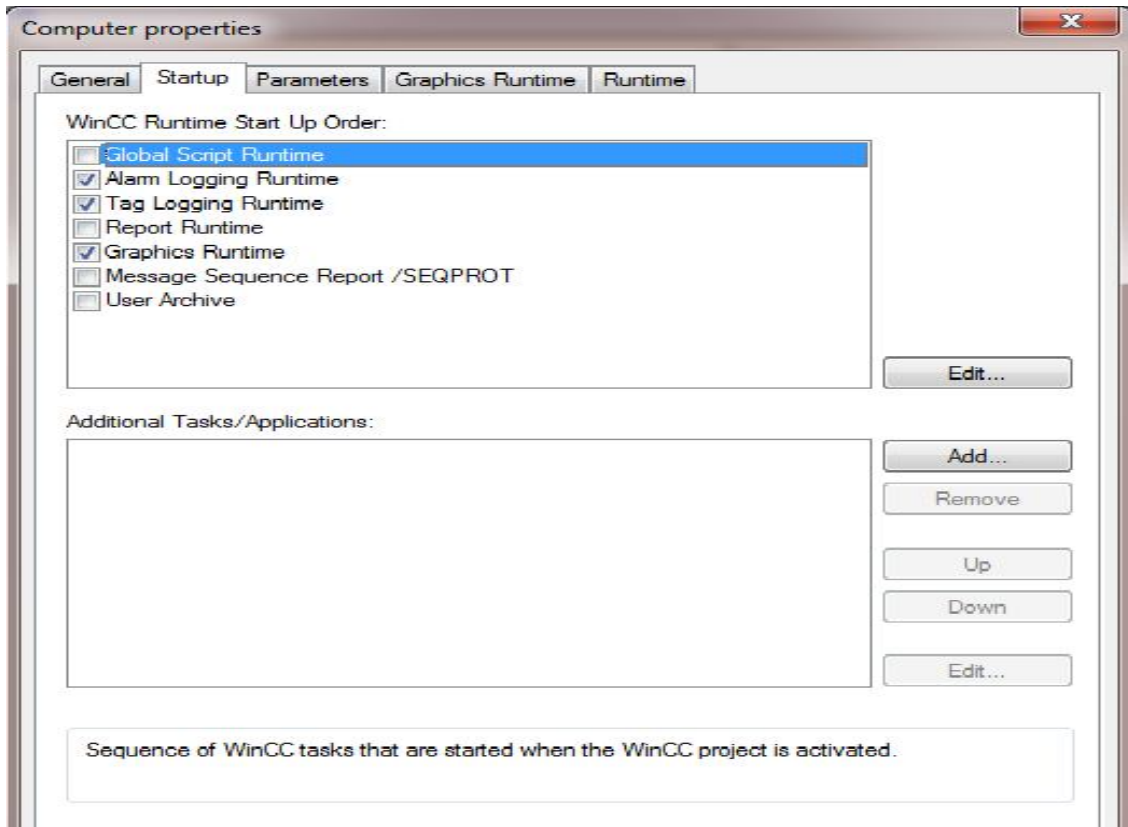 Computer properties
General Startup Parameters Graphics Runtime Runtime
WinCC Runtime Start Up Order:
Global Script Runtime
Alarm Logging Runtime
Tag Logging Runtime
Report Runtime
Graphics Runtime
Message Sequence Report /SEQPROT
User Archive
Edit...
Additional Tasks/Applications:
Add...
Remove
Up
Down
Edit...
Sequence of WinCC tasks that are started when the WinCC project is activated.